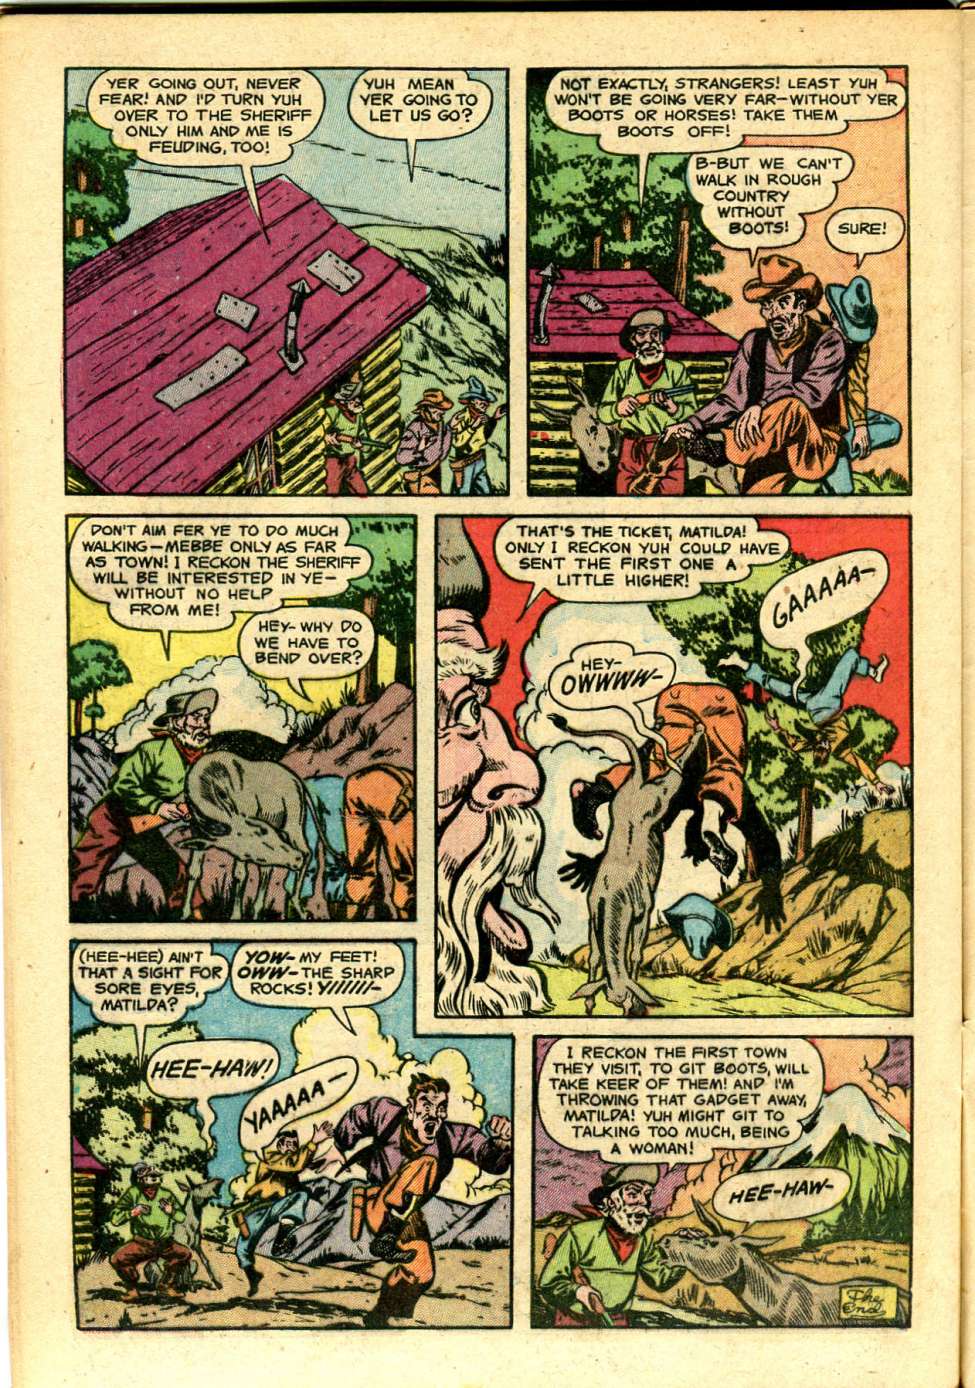 YER GOING OUT, NEVER
FEAR! AND I'D TURN YUH
OVER TO THE SHERIFF
ONLY HIM AND ME IS
FEUDING, TOO!
YUH MEAN
YER GOING TO
LET US GO?
NOT EXACTLY, STRANGERS! LEAST YUH
WON'T BE GOING VERY FAR—WITHOUT YER
BOOTS OR HORSES! TAKE THEM
BOOTS OFF!
B-BUT WE CAN'T
WALK IN ROUGH
COUNTRY
WITHOUT
BOOTS!
SURE!
DON'T AIM FER YE TO DO MUCH
WALKING—MEBBE ONLY AS FAR
AS TOWN! I RECKON THE SHERIFF
WILL BE INTERESTED IN YE—
WITHOUT NO HELP
FROM ME!
HEY—WHY DO
WE HAVE TO
BEND OVER?
THAT'S THE TICKET, MATILDA!
ONLY I RECKON YUH COULD HAVE
SENT THE FIRST ONE A
LITTLE HIGHER!
HEY—
OWWWW—
GAAAAA—
(HEE-HEE) AIN'T
THAT A SIGHT FOR
SORE EYES,
MATILDA?
HEE-HAW!
YOW—MY FEET!
OWW—THE SHARP
ROCKS! YIIIIII—
YAAAAA—
I RECKON THE FIRST TOWN
THEY VISIT, TO GIT BOOTS, WILL
TAKE KEER OF THEM! AND I'M
THROWING THAT GADGET AWAY,
MATILDA! YUH MIGHT GIT TO
TALKING TOO MUCH, BEING
A WOMAN!
HEE-HAW—
The
End